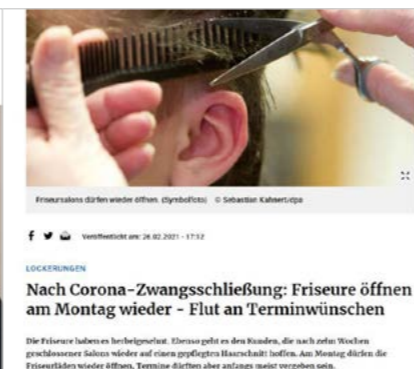 Friseursalons dürfen wieder öffnen. (Symbolfoto) © Sebastian Kahnert/dpa
Veröffentlicht am: 26.02.2021 - 17:12
LOCKERUNGEN
Nach Corona-Zwangsschließung: Friseure öffnen
am Montag wieder - Flut an Terminwünschen
Die Friseure haben es herbeigesehnt. Ebenso geht es den Kunden, die nach zehn Wochen
geschlossener Salons wieder auf einen gepflegten Haarschnitt hoffen. Am Montag dürfen die
Friseurläden wieder öffnen. Termine dürften aber anfangs meist vergeben sein.